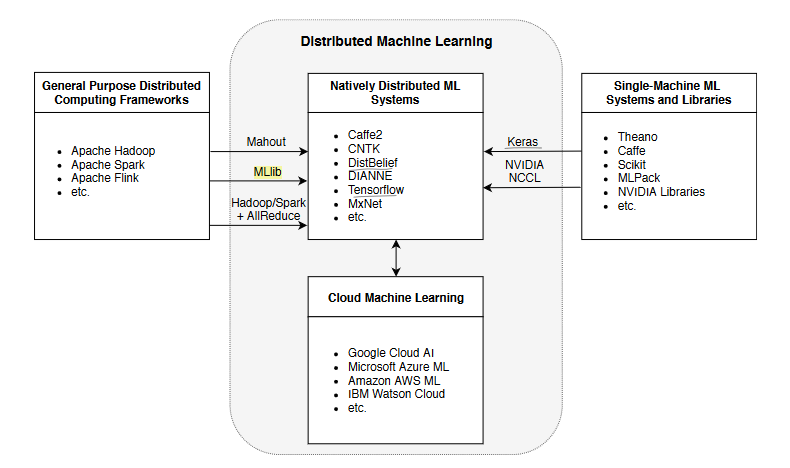 Distributed Machine Learning
General Purpose Distributed
Computing Frameworks
Apache Hadoop
Apache Spark
Apache Flink
etc.
Mahout
MLlib
Hadoop/Spark
+ AllReduce
Natively Distributed ML
Systems
Caffe2
CNTK
DistBelief
DIANNE
Tensorflow
MxNet
etc.
Keras
NVIDIA
NCCL
Single-Machine ML
Systems and Libraries
Theano
Caffe
Scikit
MLPack
NVIDIA Libraries
etc.
Cloud Machine Learning
Google Cloud AI
Microsoft Azure ML
Amazon AWS ML
IBM Watson Cloud
etc.